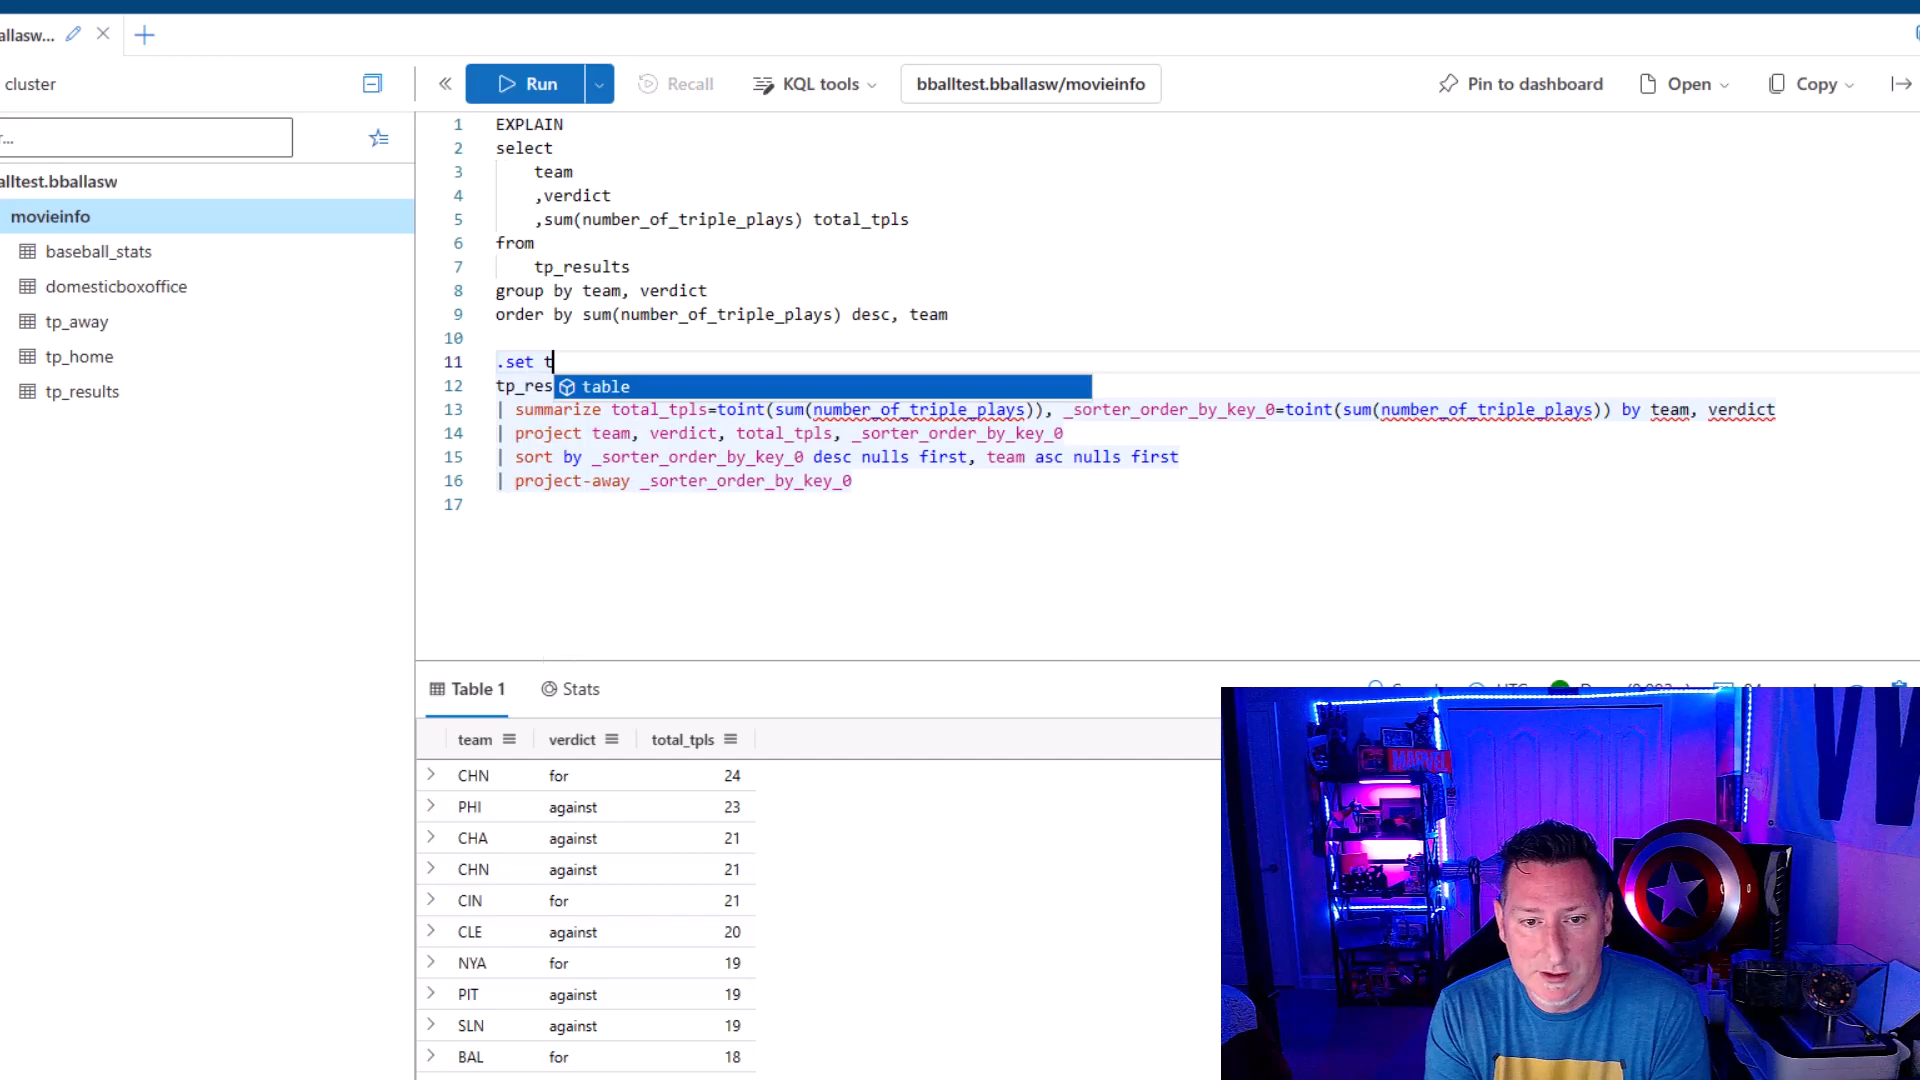 allasw...
cluster
Run
Recall
KQL tools
bballtest.bballasw/movieinfo
Pin to dashboard
Open
Copy
r...
alltest.bballasw
movieinfo
baseball_stats
domesticboxoffice
tp_away
tp_home
tp_results
1 EXPLAIN
2 select
3 team
4 ,verdict
5 ,sum(number_of_triple_plays) total_tpls
6 from
7 tp_results
8 group by team, verdict
9 order by sum(number_of_triple_plays) desc, team
10
11 .set t
12 tp_res
table
13 | summarize total_tpls=toint(sum(number_of_triple_plays)), _sorter_order_by_key_0=toint(sum(number_of_triple_plays)) by team, verdict
14 | project team, verdict, total_tpls, _sorter_order_by_key_0
15 | sort by _sorter_order_by_key_0 desc nulls first, team asc nulls first
16 | project-away _sorter_order_by_key_0
17
Table 1
Stats
team verdict total_tpls
CHN for 24
PHI against 23
CHA against 21
CHN against 21
CIN for 21
CLE against 20
NYA for 19
PIT against 19
SLN against 19
BAL for 18
MARVEL